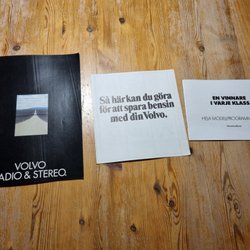 VOLVO
RADIO & STEREO.
Så här kan du göra
för att spara bensin
med din Volvo.
EN VINNARE
I VARJE KLASS
HELA MODELLPROGRAMMET